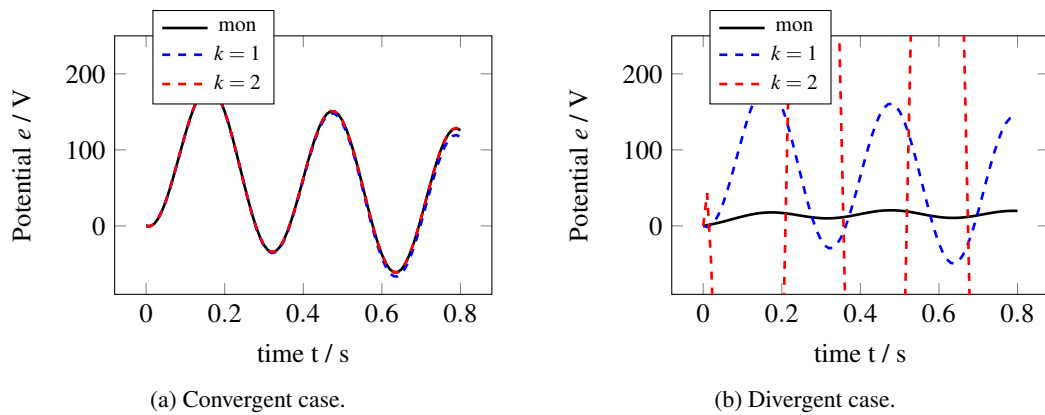 mon
k = 1
k = 2
200
100
0
Potential e / V
0 0.2 0.4 0.6 0.8
time t / s
(a) Convergent case.
mon
k = 1
k = 2
200
100
0
Potential e / V
0 0.2 0.4 0.6 0.8
time t / s
(b) Divergent case.